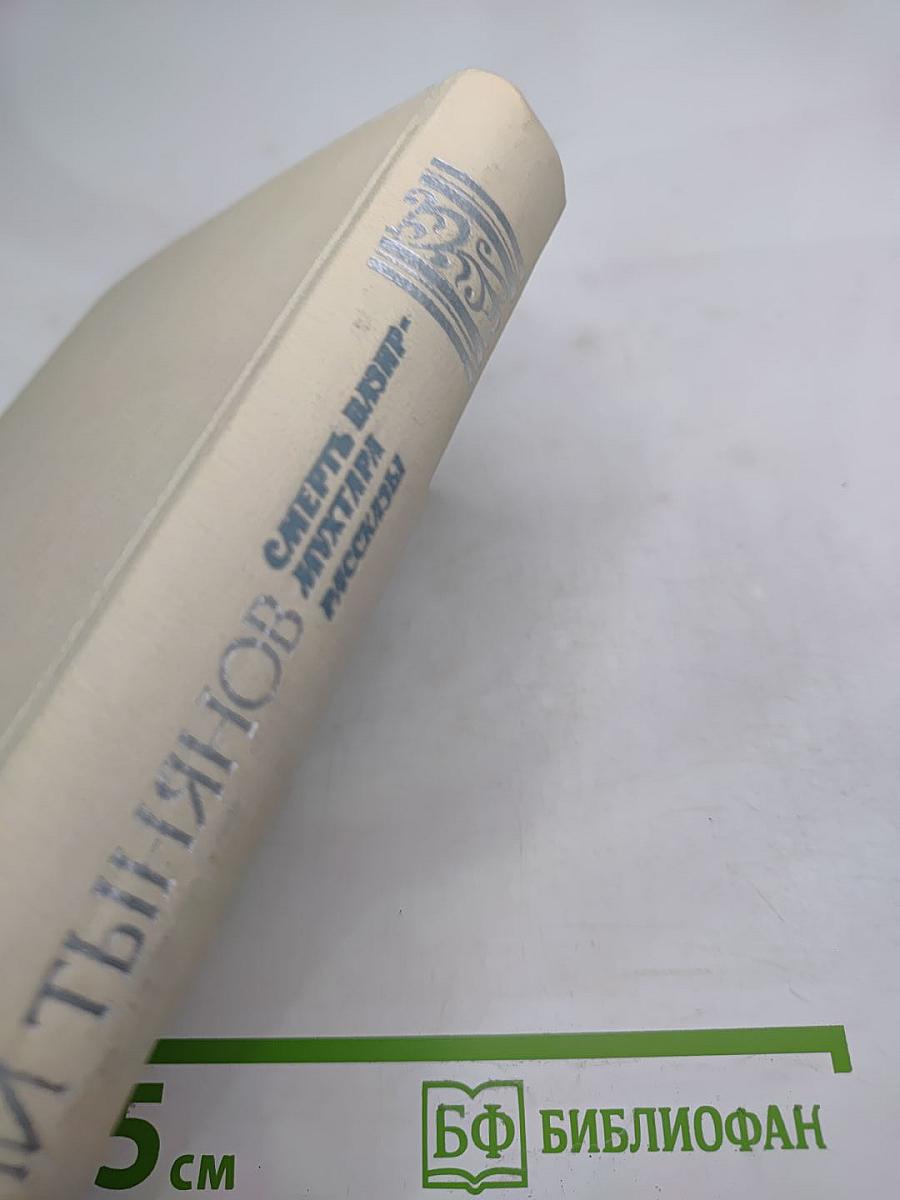 ТЫНЯНОВ
СМЕРТЬ ВАЗИР-
МУХТАРА
РАССКАЗЫ
5 см
БФ БИБЛИОФАН